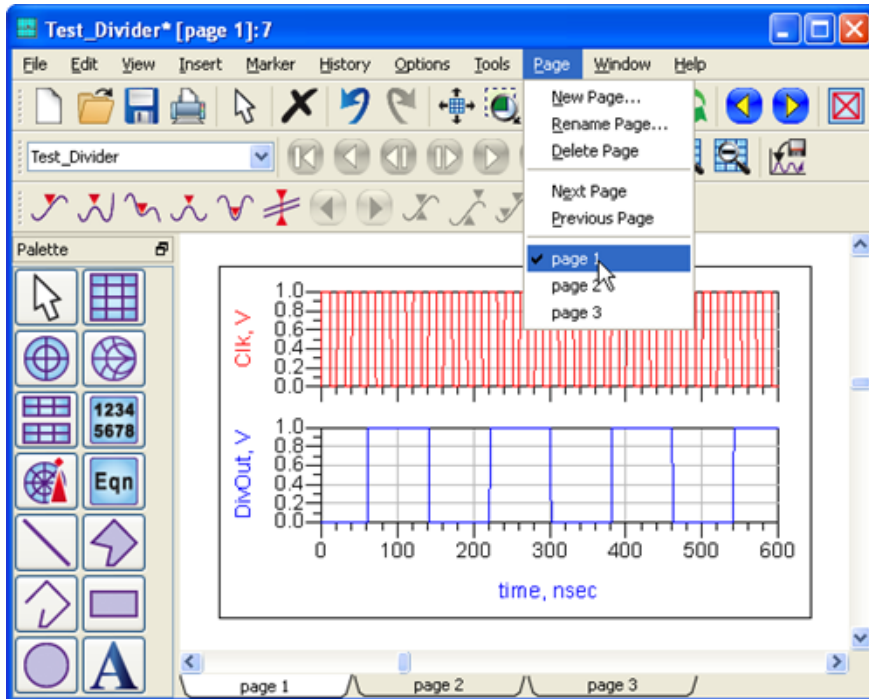 Test_Divider* [page 1]:7
File Edit View Insert Marker History Options Tools Page Window Help
New Page...
Rename Page...
Delete Page
Next Page
Previous Page
page 1
page 2
page 3
Test_Divider
Palette
1234
5678
Eqn
A
Clk, V
1.0
0.8
0.6
0.4
0.2
0.0
DivOut, V
1.0
0.8
0.6
0.4
0.2
0.0
0 100 200 300 400 500 600
time, nsec
page 1 page 2 page 3